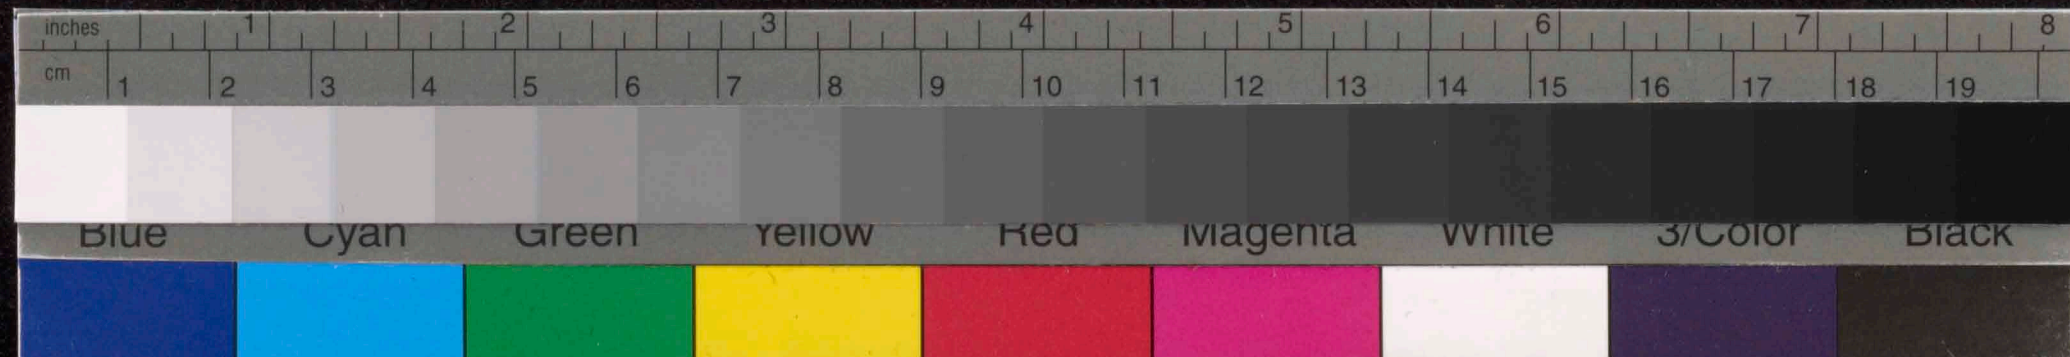 inches 1 2 3 4 5 6 7 8
cm 1 2 3 4 5 6 7 8 9 10 11 12 13 14 15 16 17 18 19
Blue Cyan Green Yellow Red Magenta White 3/Color Black